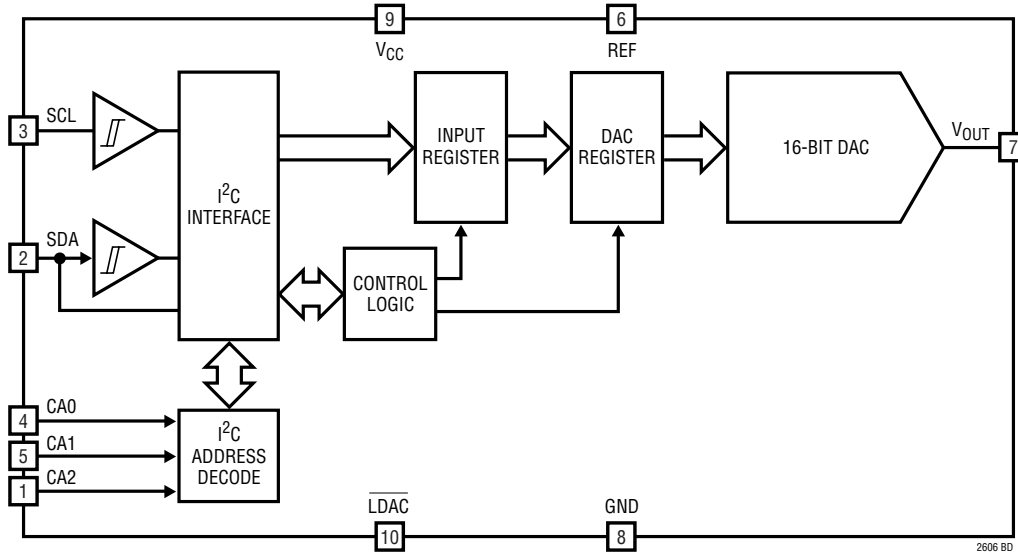 9
6
VCC
REF
3
SCL
I²C
INTERFACE
INPUT
REGISTER
DAC
REGISTER
16-BIT DAC
VOUT
7
2
SDA
CONTROL
LOGIC
4
CA0
5
CA1
1
CA2
I²C
ADDRESS
DECODE
LDAC
GND
10
8
2606 BD